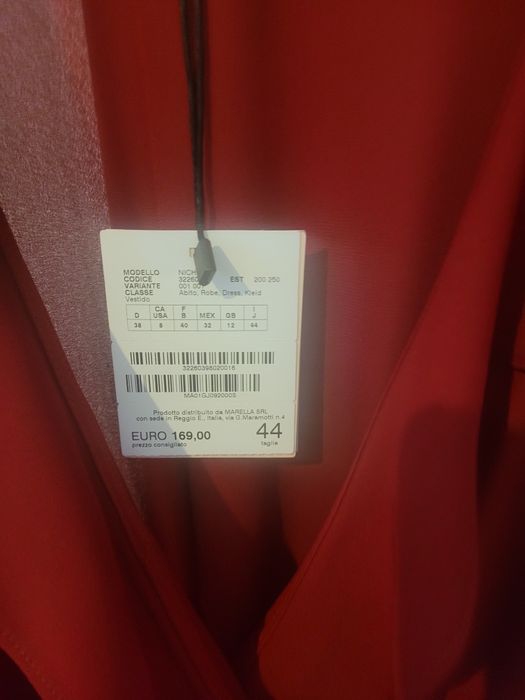 MODELLO NICH
CODICE 32260 EST 200.250
VARIANTE 001 001
CLASSE Abito, Robe, Dress, Kleid
Vestido
D CA USA F B MEX GB I J
38 8 40 32 12 44
32260398020016
MA01GJ092000S
Prodotto distribuito da MARELLA SRL
con sede in Reggio E., Italia, via G.Maramotti n.4
EURO 169,00 44
prezzo consigliato taglia